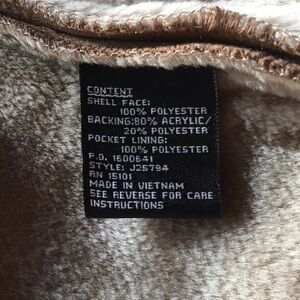 CONTENT
SHELL FACE:
100% POLYESTER
BACKING:80% ACRYLIC/
20% POLYESTER
POCKET LINING:
100% POLYESTER
P.O. 1600641
STYLE: J25794
RN 15101
MADE IN VIETNAM
SEE REVERSE FOR CARE
INSTRUCTIONS